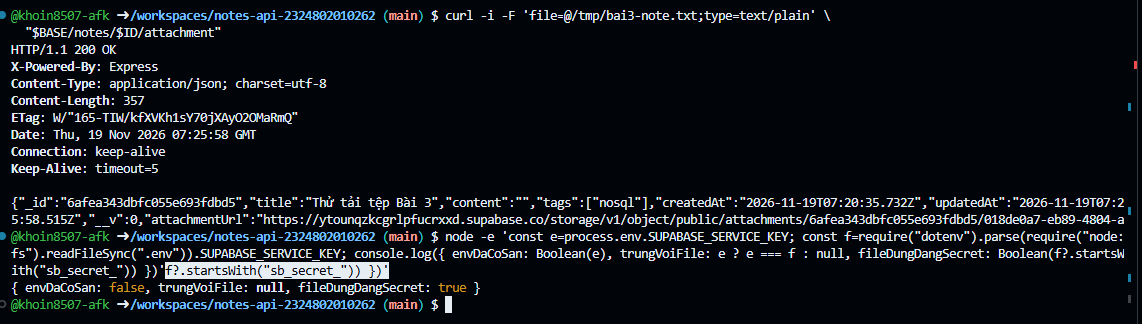 @khoin8507-afk ➜/workspaces/notes-api-2324802010262 (main) $ curl -i -F 'file=@/tmp/bai3-note.txt;type=text/plain' \
"$BASE/notes/$ID/attachment"
HTTP/1.1 200 OK
X-Powered-By: Express
Content-Type: application/json; charset=utf-8
Content-Length: 357
ETag: W/"165-TIW/kfXVKh1sY70jXAyO2OMaRmQ"
Date: Thu, 19 Nov 2026 07:25:58 GMT
Connection: keep-alive
Keep-Alive: timeout=5
{"_id":"6afea343dbfc055e693fdbd5","title":"Thử tải tệp Bài 3","content":"","tags":["nosql"],"createdAt":"2026-11-19T07:20:35.732Z","updatedAt":"2026-11-19T07:2
5:58.515Z","__v":0,"attachmentUrl":"https://ytounqzkcgrlpfucrxxd.supabase.co/storage/v1/object/public/attachments/6afea343dbfc055e693fdbd5/018de0a7-eb89-4804-a
@khoin8507-afk ➜/workspaces/notes-api-2324802010262 (main) $ node -e 'const e=process.env.SUPABASE_SERVICE_KEY; const f=require("dotenv").parse(require("node:
fs").readFileSync(".env")).SUPABASE_SERVICE_KEY; console.log({ envDaCoSan: Boolean(e), trungVoiFile: e ? e === f : null, fileDungDangSecret: Boolean(f?.startsW
ith("sb_secret_")) })'f?.startsWith("sb_secret_")) })'
{ envDaCoSan: false, trungVoiFile: null, fileDungDangSecret: true }
@khoin8507-afk ➜/workspaces/notes-api-2324802010262 (main) $